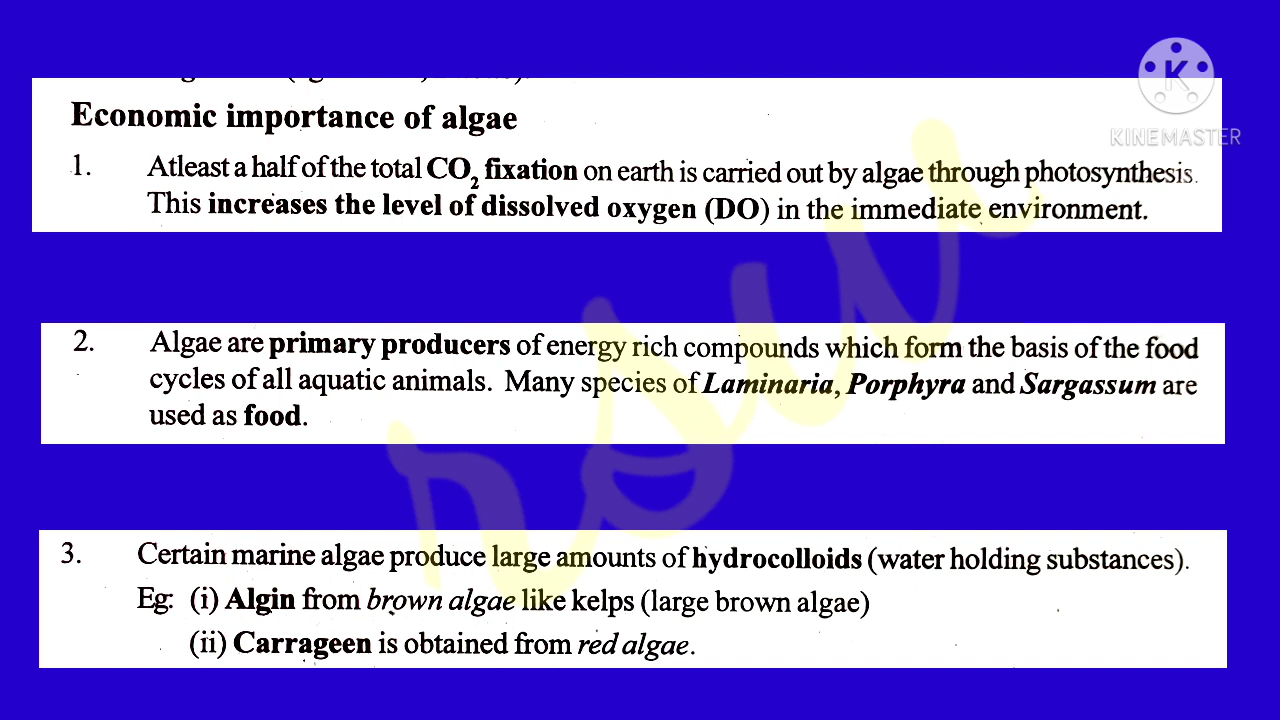 KINEMASTER
Economic importance of algae
1. Atleast a half of the total CO₂ fixation on earth is carried out by algae through photosynthesis.
This increases the level of dissolved oxygen (DO) in the immediate environment.
2. Algae are primary producers of energy rich compounds which form the basis of the food
cycles of all aquatic animals. Many species of Laminaria, Porphyra and Sargassum are
used as food.
3. Certain marine algae produce large amounts of hydrocolloids (water holding substances).
Eg: (i) Algin from brown algae like kelps (large brown algae)
(ii) Carrageen is obtained from red algae.